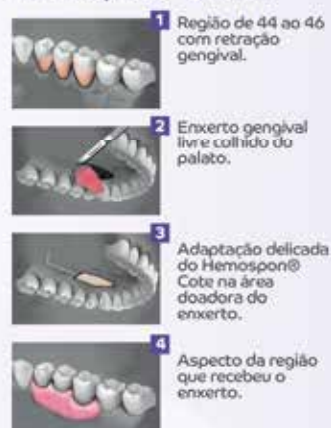 1 Região de 44 ao 46
com retração
gengival.
2 Enxerto gengival
livre colhido do
palato.
3
Adaptação delicada
do Hemospon®
Cote na área
doadora do
enxerto.
4
Aspecto da região
que recebeu o
enxerto.